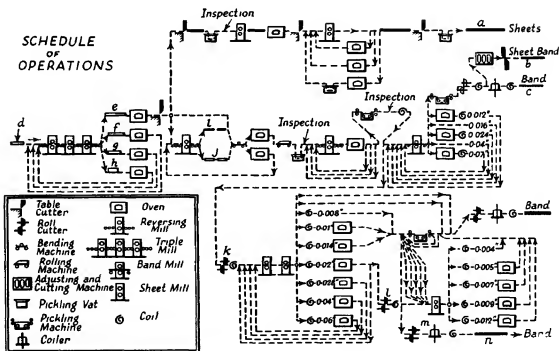 SCHEDULE
OF
OPERATIONS
Inspection
a
Sheets
Sheet Band
b
Band
c
d
e
f
g
h
i
j
Inspection
Inspection
0.012"
0.016
0.024
0.04
0.07
0.008"
0.01
0.014
0.02
0.04
0.06
k
l
m
n
Band
0.004
0.005
0.007
0.009
0.012
Band
Table
Cutter
Roll
Cutter
Bending
Machine
Rolling
Machine
Adjusting and
Cutting Machine
Pickling Vat
Pickling
Machine
Coiler
Oven
Reversing
Mill
Triple
Mill
Band Mill
Sheet Mill
Coil